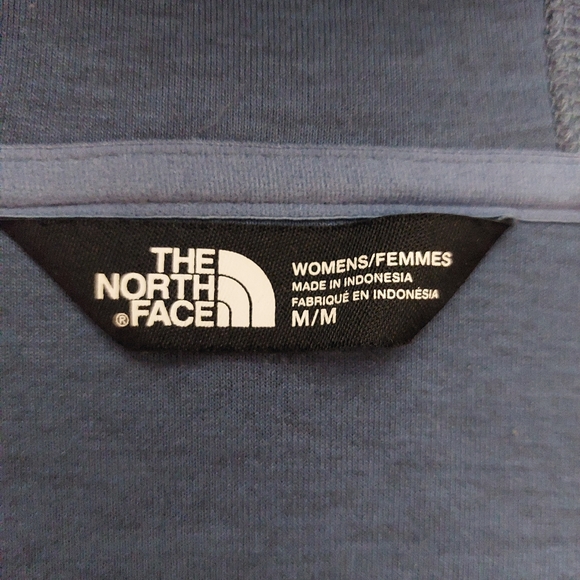 THE
NORTH
®FACE
WOMENS/FEMMES
MADE IN INDONESIA
FABRIQUÉ EN INDONÉSIA
M/M